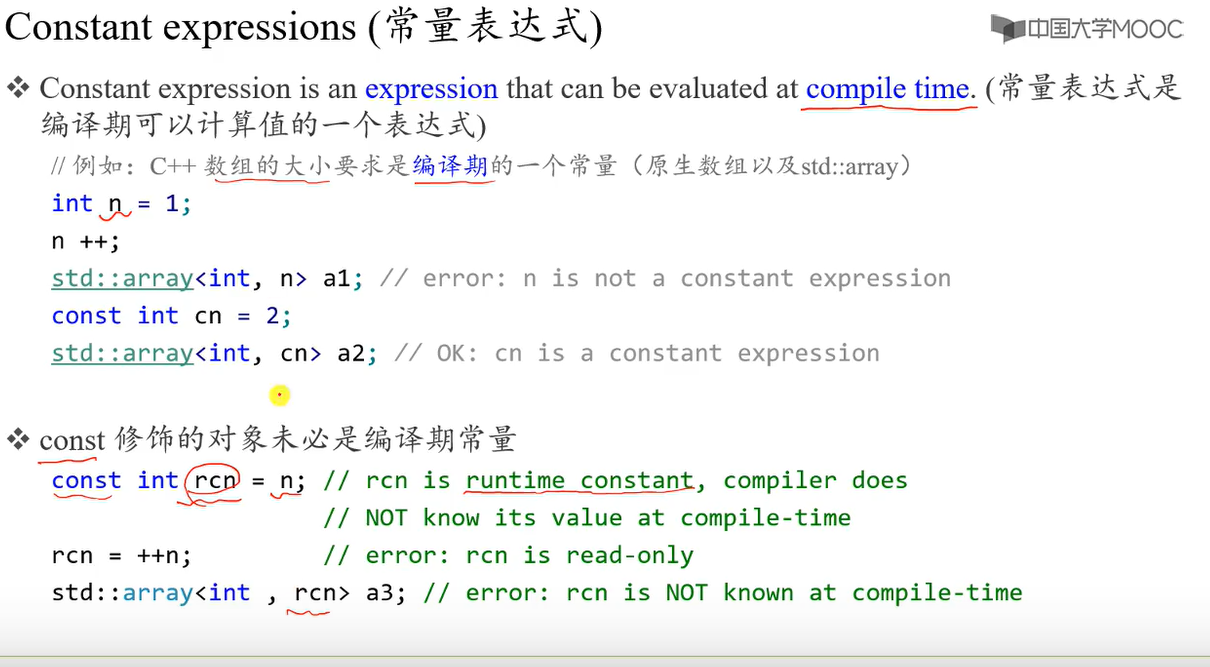 Constant expressions (常量表达式)
中国大学MOOC
❖ Constant expression is an expression that can be evaluated at compile time. (常量表达式是
编译期可以计算值的一个表达式)
// 例如：C++ 数组的大小要求是编译期的一个常量（原生数组以及std::array）
int n = 1;
n ++;
std::array<int, n> a1; // error: n is not a constant expression
const int cn = 2;
std::array<int, cn> a2; // OK: cn is a constant expression
❖ const 修饰的对象未必是编译期常量
const int rcn = n; // rcn is runtime constant, compiler does
// NOT know its value at compile-time
rcn = ++n; // error: rcn is read-only
std::array<int , rcn> a3; // error: rcn is NOT known at compile-time